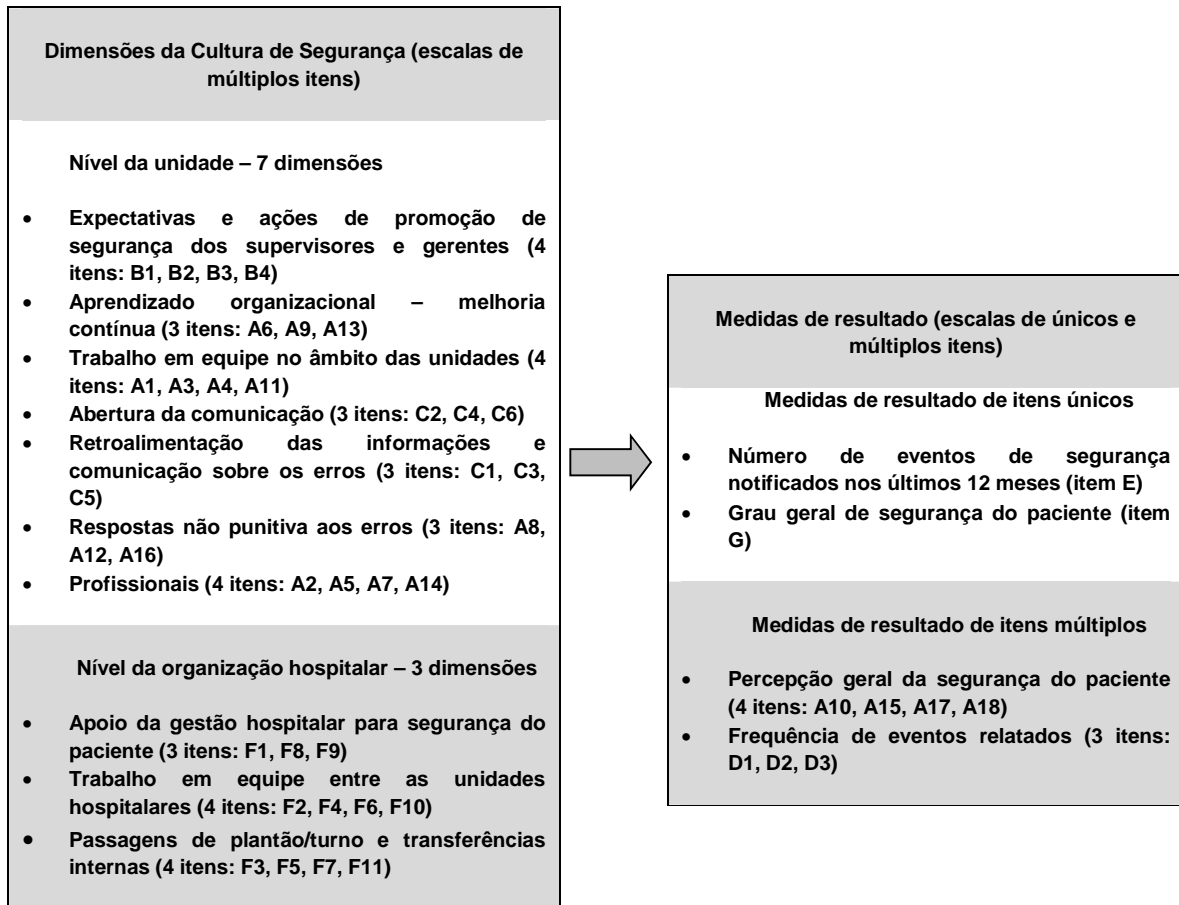 Dimensões da Cultura de Segurança (escalas de
múltiplos itens)
Nível da unidade – 7 dimensões
• Expectativas e ações de promoção de
segurança dos supervisores e gerentes (4
itens: B1, B2, B3, B4)
• Aprendizado organizacional – melhoria
contínua (3 itens: A6, A9, A13)
• Trabalho em equipe no âmbito das unidades (4
itens: A1, A3, A4, A11)
• Abertura da comunicação (3 itens: C2, C4, C6)
• Retroalimentação das informações e
comunicação sobre os erros (3 itens: C1, C3,
C5)
• Respostas não punitiva aos erros (3 itens: A8,
A12, A16)
• Profissionais (4 itens: A2, A5, A7, A14)
Nível da organização hospitalar – 3 dimensões
• Apoio da gestão hospitalar para segurança do
paciente (3 itens: F1, F8, F9)
• Trabalho em equipe entre as unidades
hospitalares (4 itens: F2, F4, F6, F10)
• Passagens de plantão/turno e transferências
internas (4 itens: F3, F5, F7, F11)
Medidas de resultado (escalas de únicos e
múltiplos itens)
Medidas de resultado de itens únicos
• Número de eventos de segurança
notificados nos últimos 12 meses (item E)
• Grau geral de segurança do paciente (item
G)
Medidas de resultado de itens múltiplos
• Percepção geral da segurança do paciente
(4 itens: A10, A15, A17, A18)
• Frequência de eventos relatados (3 itens:
D1, D2, D3)